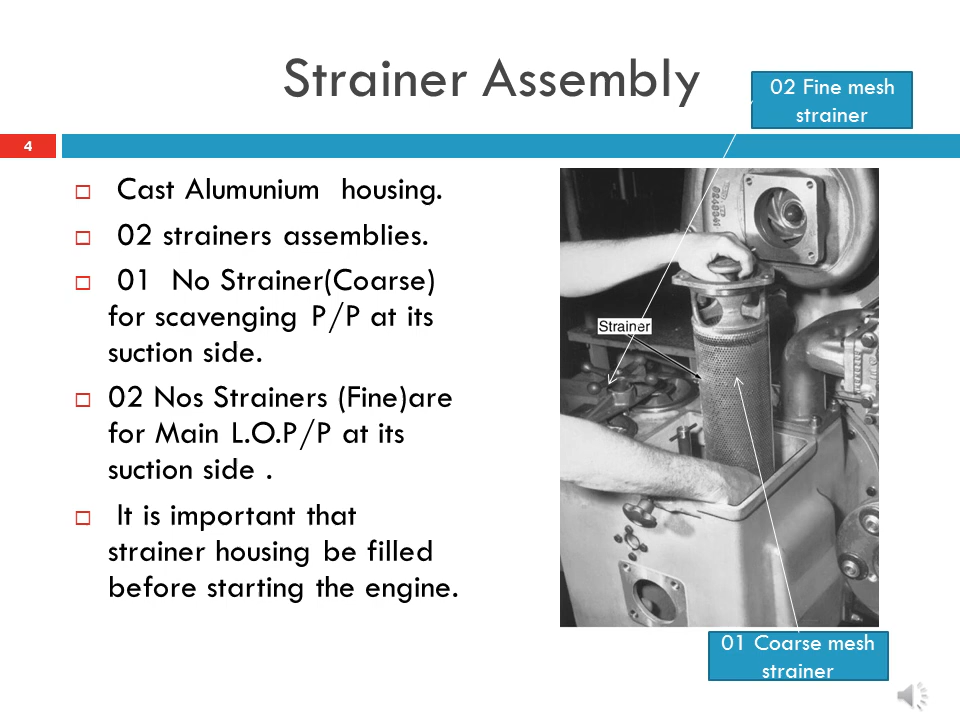 Strainer Assembly
02 Fine mesh
strainer
4
Cast Alumunium housing.
02 strainers assemblies.
01 No Strainer(Coarse)
for scavenging P/P at its
suction side.
02 Nos Strainers (Fine)are
for Main L.O.P/P at its
suction side .
It is important that
strainer housing be filled
before starting the engine.
Strainer
01 Coarse mesh
strainer